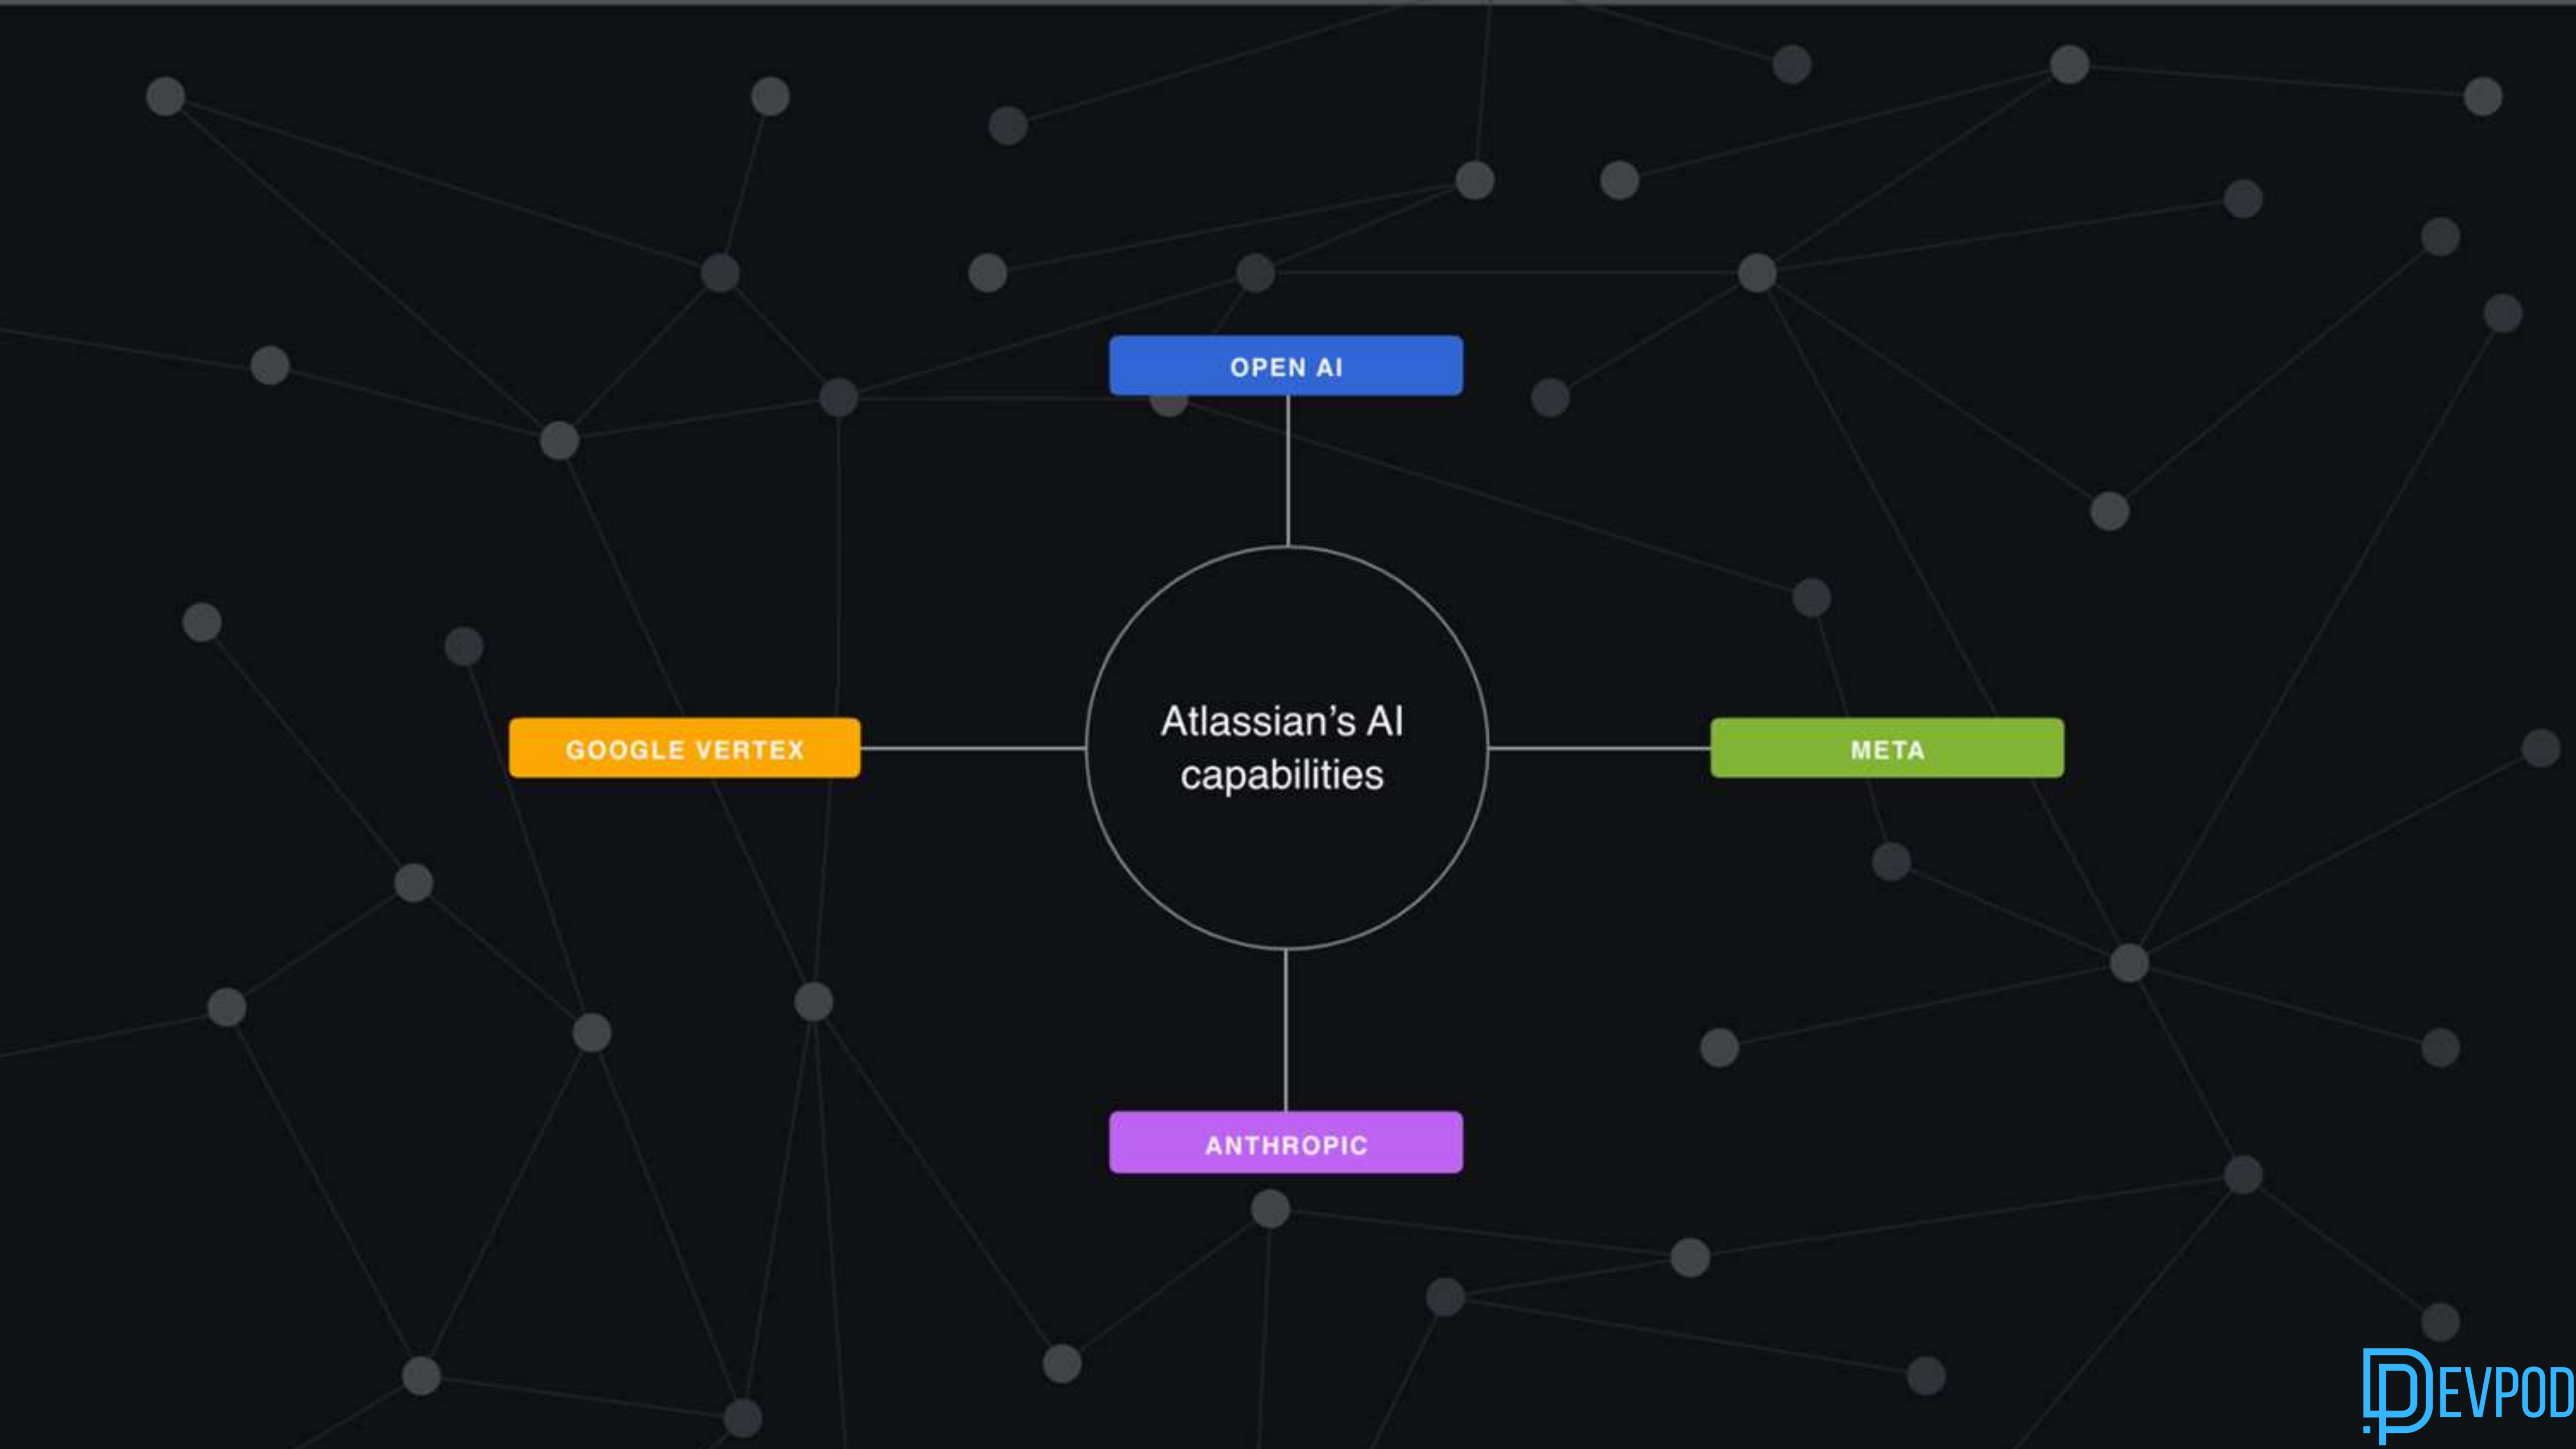 OPEN AI
GOOGLE VERTEX
Atlassian's AI
capabilities
META
ANTHROPIC
DEVPOD